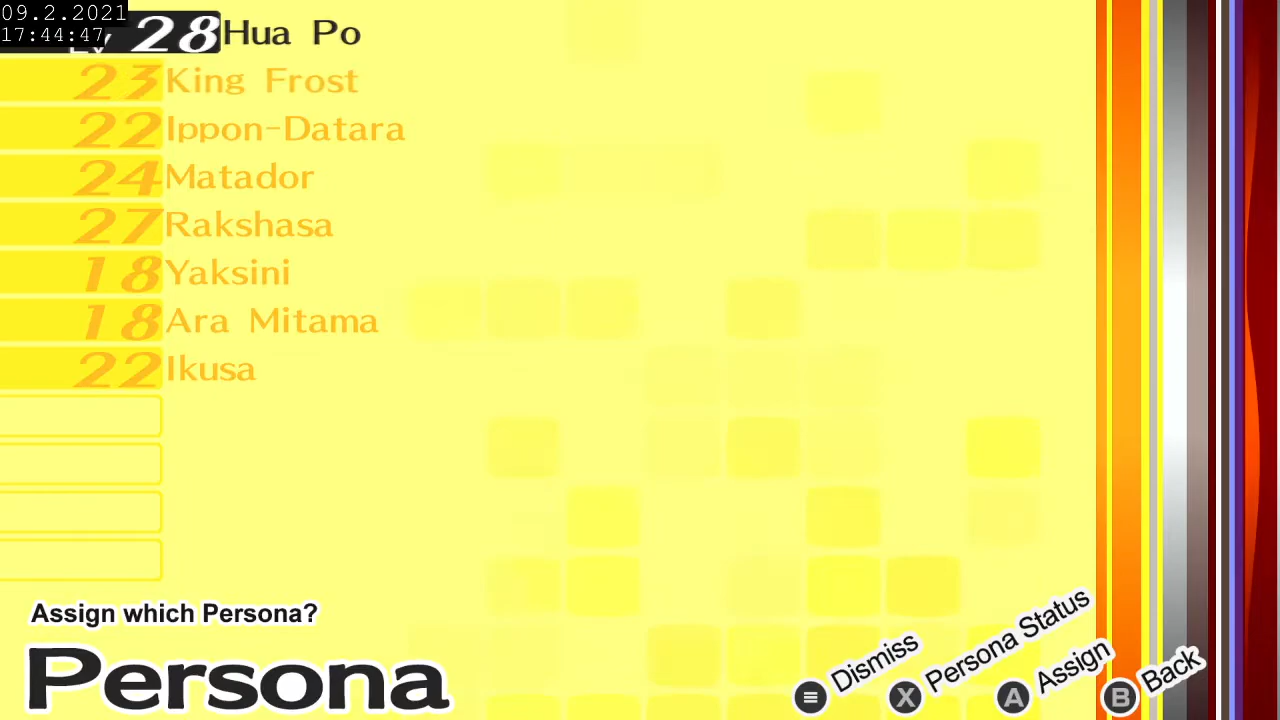 09.2.2021
17:44:47
Lv 28 Hua Po
23 King Frost
22 Ippon-Datara
24 Matador
27 Rakshasa
18 Yaksini
18 Ara Mitama
22 Ikusa
Assign which Persona?
Persona
Dismiss
X Persona Status
A Assign
B Back